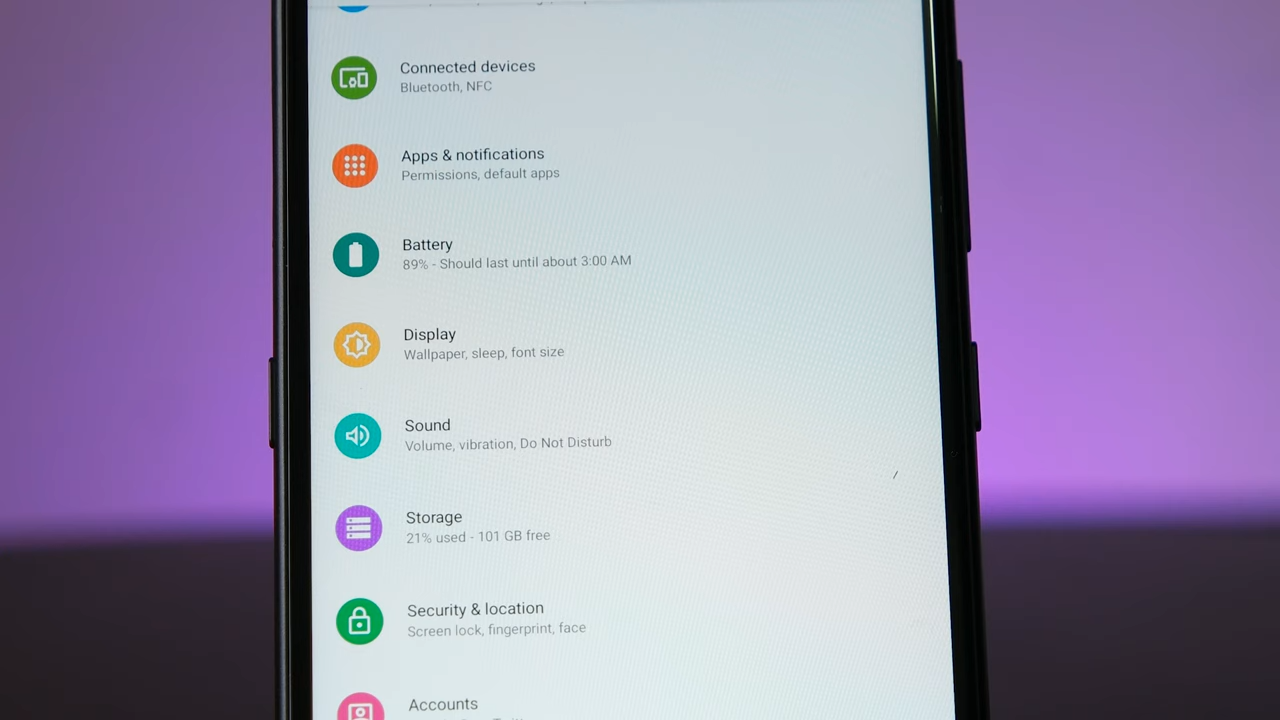 Connected devices
Bluetooth, NFC
Apps & notifications
Permissions, default apps
Battery
89% - Should last until about 3:00 AM
Display
Wallpaper, sleep, font size
Sound
Volume, vibration, Do Not Disturb
Storage
21% used - 101 GB free
Security & location
Screen lock, fingerprint, face
Accounts